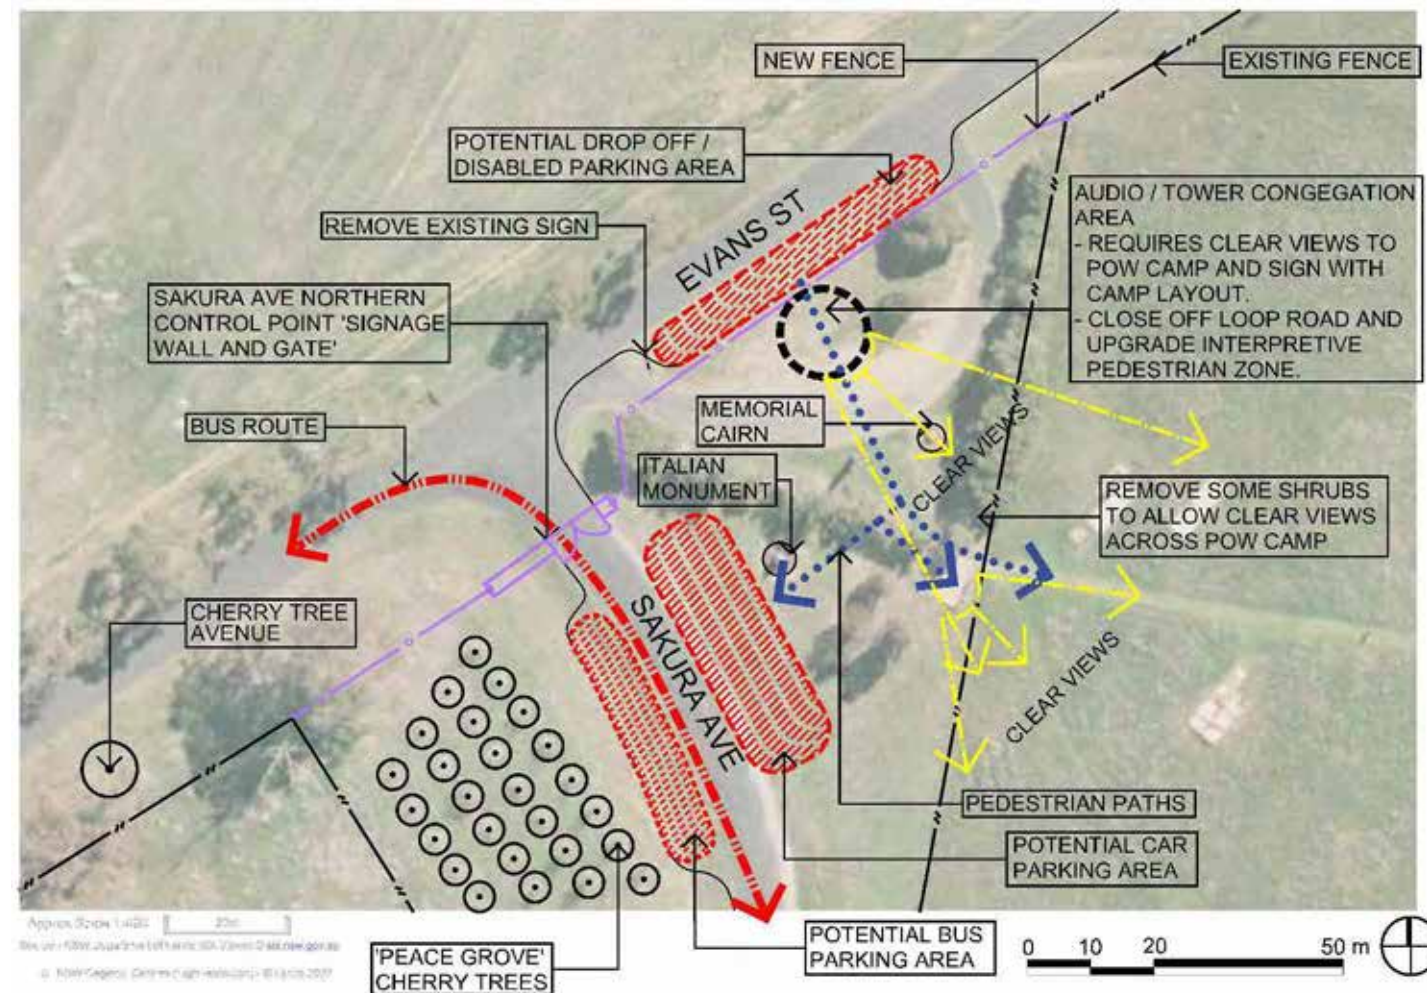 NEW FENCE
EXISTING FENCE
POTENTIAL DROP OFF /
DISABLED PARKING AREA
AUDIO / TOWER CONGEGATION
AREA
- REQUIRES CLEAR VIEWS TO
POW CAMP AND SIGN WITH
CAMP LAYOUT.
- CLOSE OFF LOOP ROAD AND
UPGRADE INTERPRETIVE
PEDESTRIAN ZONE.
REMOVE EXISTING SIGN
EVANS ST
SAKURA AVE NORTHERN
CONTROL POINT 'SIGNAGE
WALL AND GATE'
BUS ROUTE
MEMORIAL
CAIRN
CLEAR VIEWS
ITALIAN
MONUMENT
REMOVE SOME SHRUBS
TO ALLOW CLEAR VIEWS
ACROSS POW CAMP
CHERRY TREE
AVENUE
SAKURA AVE
CLEAR VIEWS
PEDESTRIAN PATHS
POTENTIAL CAR
PARKING AREA
'PEACE GROVE'
CHERRY TREES
POTENTIAL BUS
PARKING AREA
0 10 20 50 m